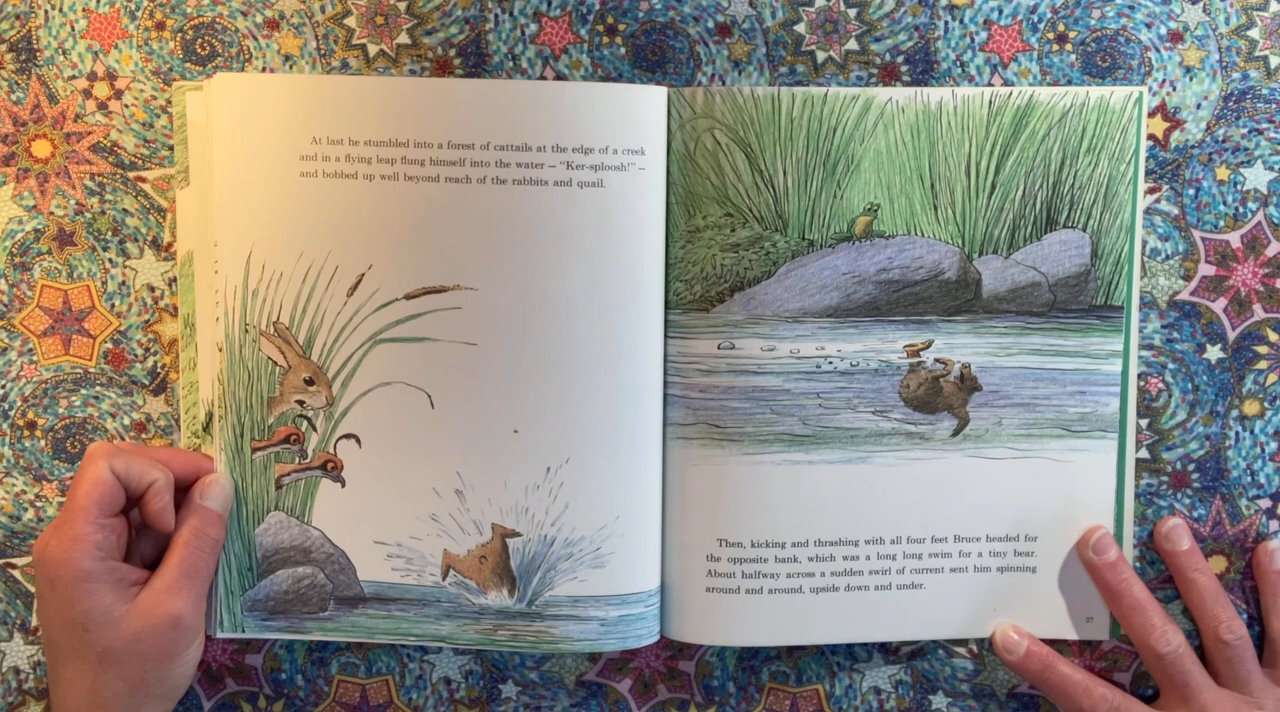 At last he stumbled into a forest of cattails at the edge of a creek
and in a flying leap flung himself into the water — “Ker-sploosh!” —
and bobbed up well beyond reach of the rabbits and quail.
Then, kicking and thrashing with all four feet Bruce headed for
the opposite bank, which was a long long swim for a tiny bear.
About halfway across a sudden swirl of current sent him spinning
around and around, upside down and under.
27